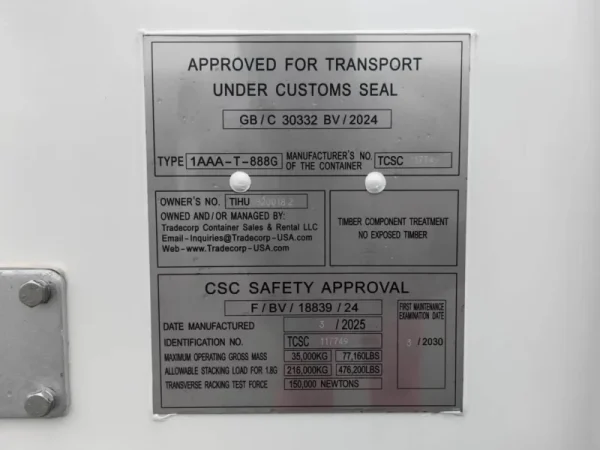 APPROVED FOR TRANSPORT
UNDER CUSTOMS SEAL
GB/C 30332 BV/2024
TYPE 1AAA-T-888G MANUFACTURER'S NO. OF THE CONTAINER TCSC
OWNER'S NO. TIHU
OWNED AND/OR MANAGED BY:
Tradecorp Container Sales & Rental LLC
Email-Inquiries@Tradecorp-USA.com
Web-www.Tradecorp-USA.com
TIMBER COMPONENT TREATMENT
NO EXPOSED TIMBER
CSC SAFETY APPROVAL
F/BV/18839/24
DATE MANUFACTURED 3/2025
IDENTIFICATION NO. TCSC
MAXIMUM OPERATING GROSS MASS 35,000KG 77,160LBS
ALLOWABLE STACKING LOAD FOR 1.8G 216,000KG 476,200LBS
TRANSVERSE RACKING TEST FORCE 150,000 NEWTONS
FIRST MAINTENANCE
EXAMINATION DATE
3/2030